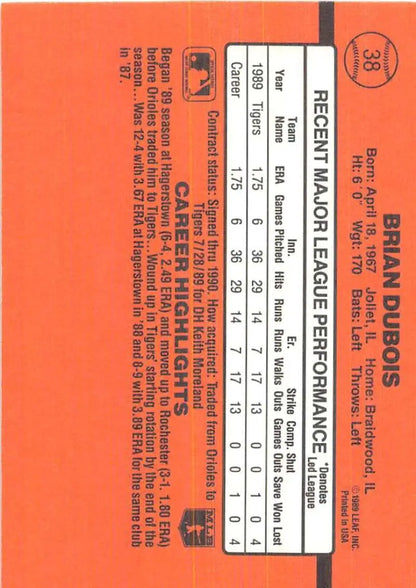 38
BRIAN DUBOIS
Born: April 18, 1967 Joliet, IL Home: Braidwood, IL
Ht: 6' 0" Wgt: 170 Bats: Left Throws: Left
© 1989 LEAF, INC.
Printed in USA
RECENT MAJOR LEAGUE PERFORMANCE *Denotes Led League
Team Inn. Er. Strike Comp. Shut
Year Name ERA Games Pitched Hits Runs Runs Walks Outs Games Outs Save Won Lost
1989 Tigers 1.75 6 36 29 14 7 17 13 0 0 1 0 4
Career 1.75 6 36 29 14 7 17 13 0 0 1 0 4
Contract status: Signed thru 1990. How acquired: Traded from Orioles to
Tigers 7/28/89 for DH Keith Moreland
MLB
CAREER HIGHLIGHTS
Began '89 season at Hagerstown (6-4, 2.49 ERA) and moved up to Rochester (3-1, 1.80 ERA)
before Orioles traded him to Tigers...Wound up in Tigers' starting rotation by the end of the
season...Was 12-4 with 3.67 ERA at Hagerstown in '88 and 8-9 with 3.89 ERA for the same club
in '87.